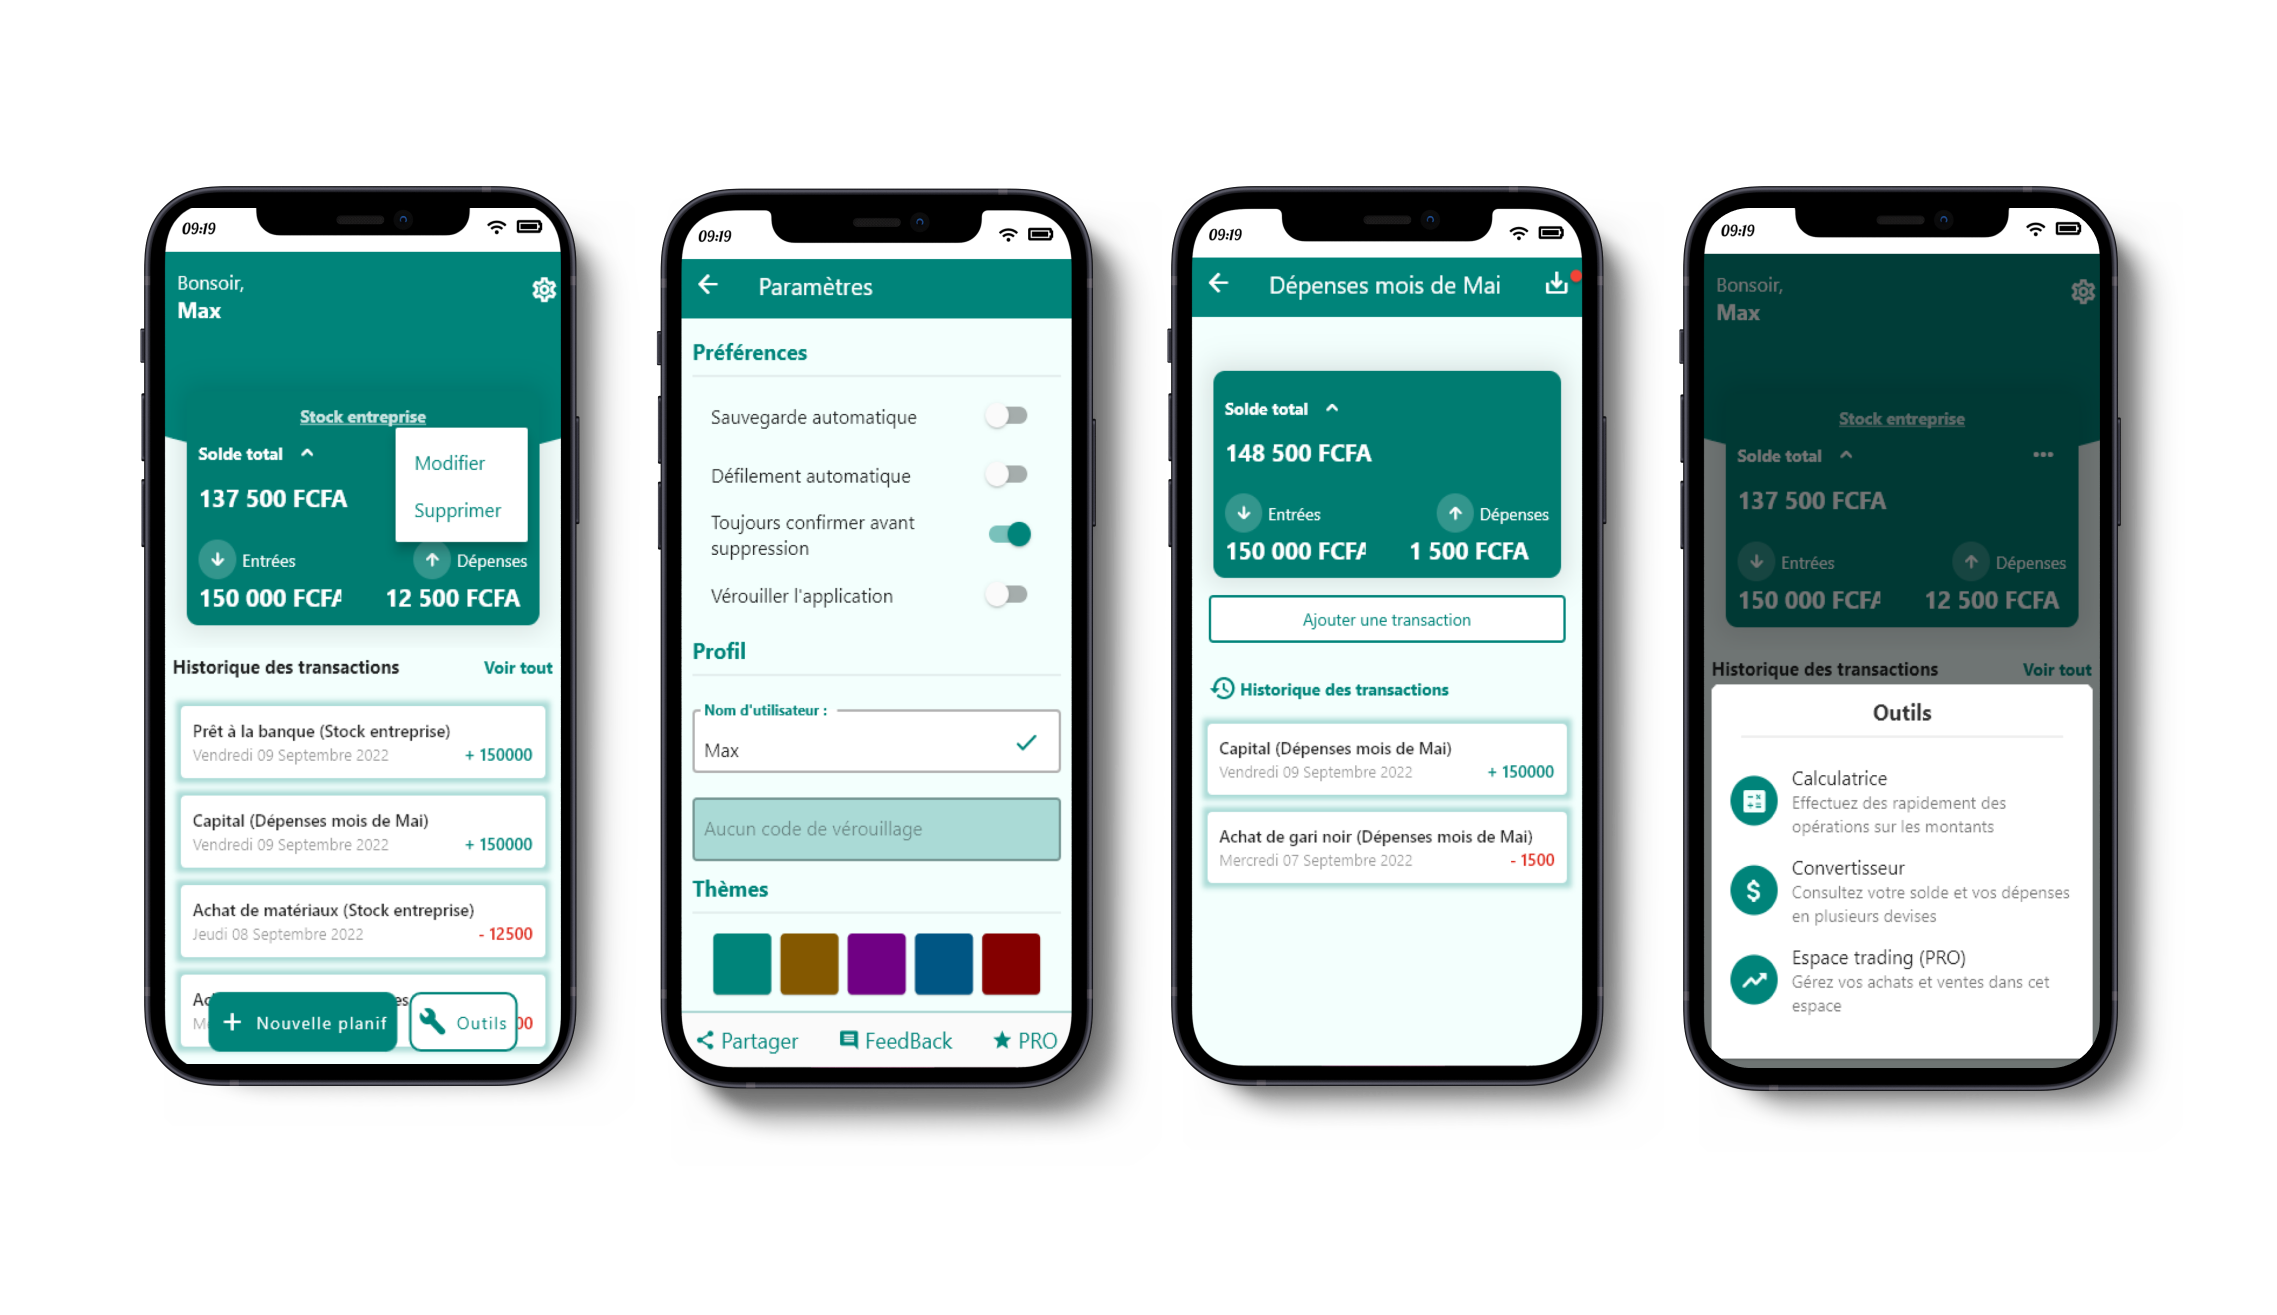 09:19
Bonsoir,
Max
Stock entreprise
Solde total
Modifier
137 500 FCFA
Supprimer
Entrées
Dépenses
150 000 FCFA
12 500 FCFA
Historique des transactions
Voir tout
Prêt à la banque (Stock entreprise)
Vendredi 09 Septembre 2022
+ 150000
Capital (Dépenses mois de Mai)
Vendredi 09 Septembre 2022
+ 150000
Achat de matériaux (Stock entreprise)
Jeudi 08 Septembre 2022
- 12500
+ Nouvelle planif
Outils
09:19
Paramètres
Préférences
Sauvegarde automatique
Défilement automatique
Toujours confirmer avant
suppression
Vérouiller l'application
Profil
Nom d'utilisateur :
Max
Aucun code de vérouillage
Thèmes
Partager
FeedBack
PRO
09:19
Dépenses mois de Mai
Solde total
148 500 FCFA
Entrées
Dépenses
150 000 FCFA
1 500 FCFA
Ajouter une transaction
Historique des transactions
Capital (Dépenses mois de Mai)
Vendredi 09 Septembre 2022
+ 150000
Achat de gari noir (Dépenses mois de Mai)
Mercredi 07 Septembre 2022
- 1500
09:19
Bonsoir,
Max
Stock entreprise
Solde total
137 500 FCFA
Entrées
Dépenses
150 000 FCFA
12 500 FCFA
Historique des transactions
Voir tout
Outils
Calculatrice
Effectuez des rapidement des
opérations sur les montants
Convertisseur
Consultez votre solde et vos dépenses
en plusieurs devises
Espace trading (PRO)
Gérez vos achats et ventes dans cet
espace